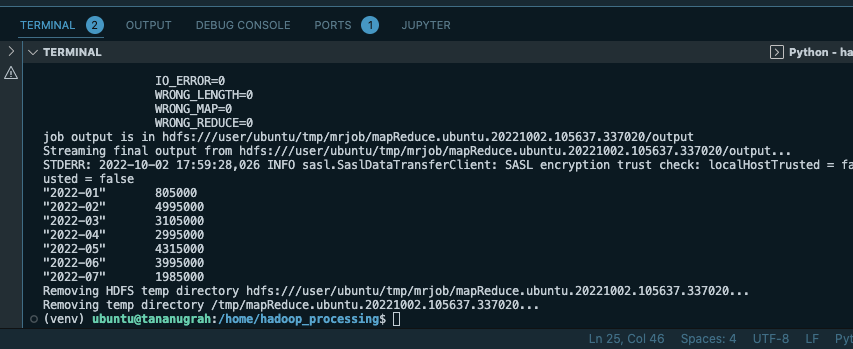 TERMINAL 2 OUTPUT DEBUG CONSOLE PORTS 1 JUPYTER
TERMINAL Python - ha
IO_ERROR=0
WRONG_LENGTH=0
WRONG_MAP=0
WRONG_REDUCE=0
job output is in hdfs:///user/ubuntu/tmp/mrjob/mapReduce.ubuntu.20221002.105637.337020/output
Streaming final output from hdfs:///user/ubuntu/tmp/mrjob/mapReduce.ubuntu.20221002.105637.337020/output...
STDERR: 2022-10-02 17:59:28,026 INFO sasl.SaslDataTransferClient: SASL encryption trust check: localHostTrusted = fa
usted = false
"2022-01" 805000
"2022-02" 4995000
"2022-03" 3105000
"2022-04" 2995000
"2022-05" 4315000
"2022-06" 3995000
"2022-07" 1985000
Removing HDFS temp directory hdfs:///user/ubuntu/tmp/mrjob/mapReduce.ubuntu.20221002.105637.337020...
Removing temp directory /tmp/mapReduce.ubuntu.20221002.105637.337020...
(venv) ubuntu@tananugrah:/home/hadoop_processing$
Ln 25, Col 46 Spaces: 4 UTF-8 LF Pyt